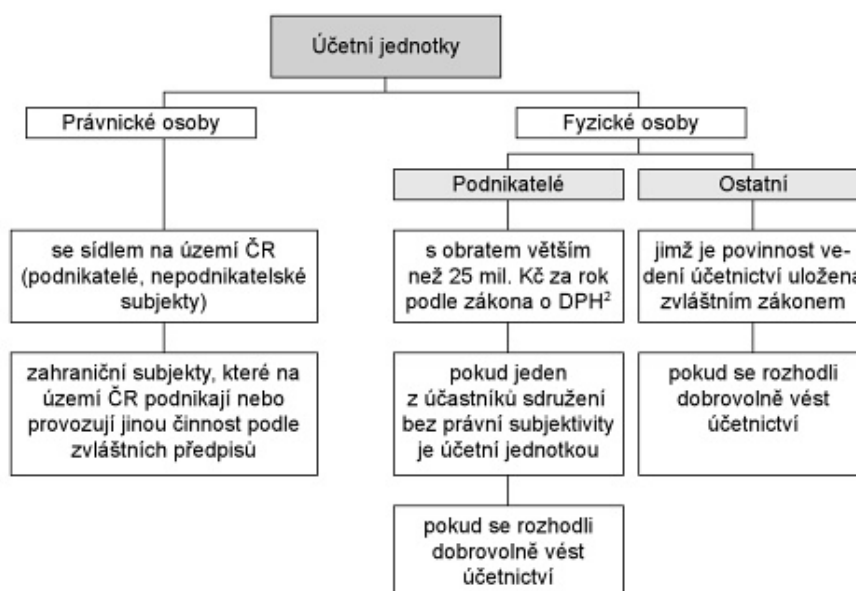 Účetní jednotky
Právnické osoby
Fyzické osoby
Podnikatelé
Ostatní
se sídlem na území ČR
(podnikatelé, nepodnikatelské
subjekty)
s obratem větším
než 25 mil. Kč za rok
podle zákona o DPH²
jimž je povinnost ve-
dení účetnictví uložena
zvláštním zákonem
zahraniční subjekty, které na
území ČR podnikají nebo
provozují jinou činnost podle
zvláštních předpisů
pokud jeden
z účastníků sdružení
bez právní subjektivity
je účetní jednotkou
pokud se rozhodli
dobrovolně vést
účetnictví
pokud se rozhodli
dobrovolně vést
účetnictví